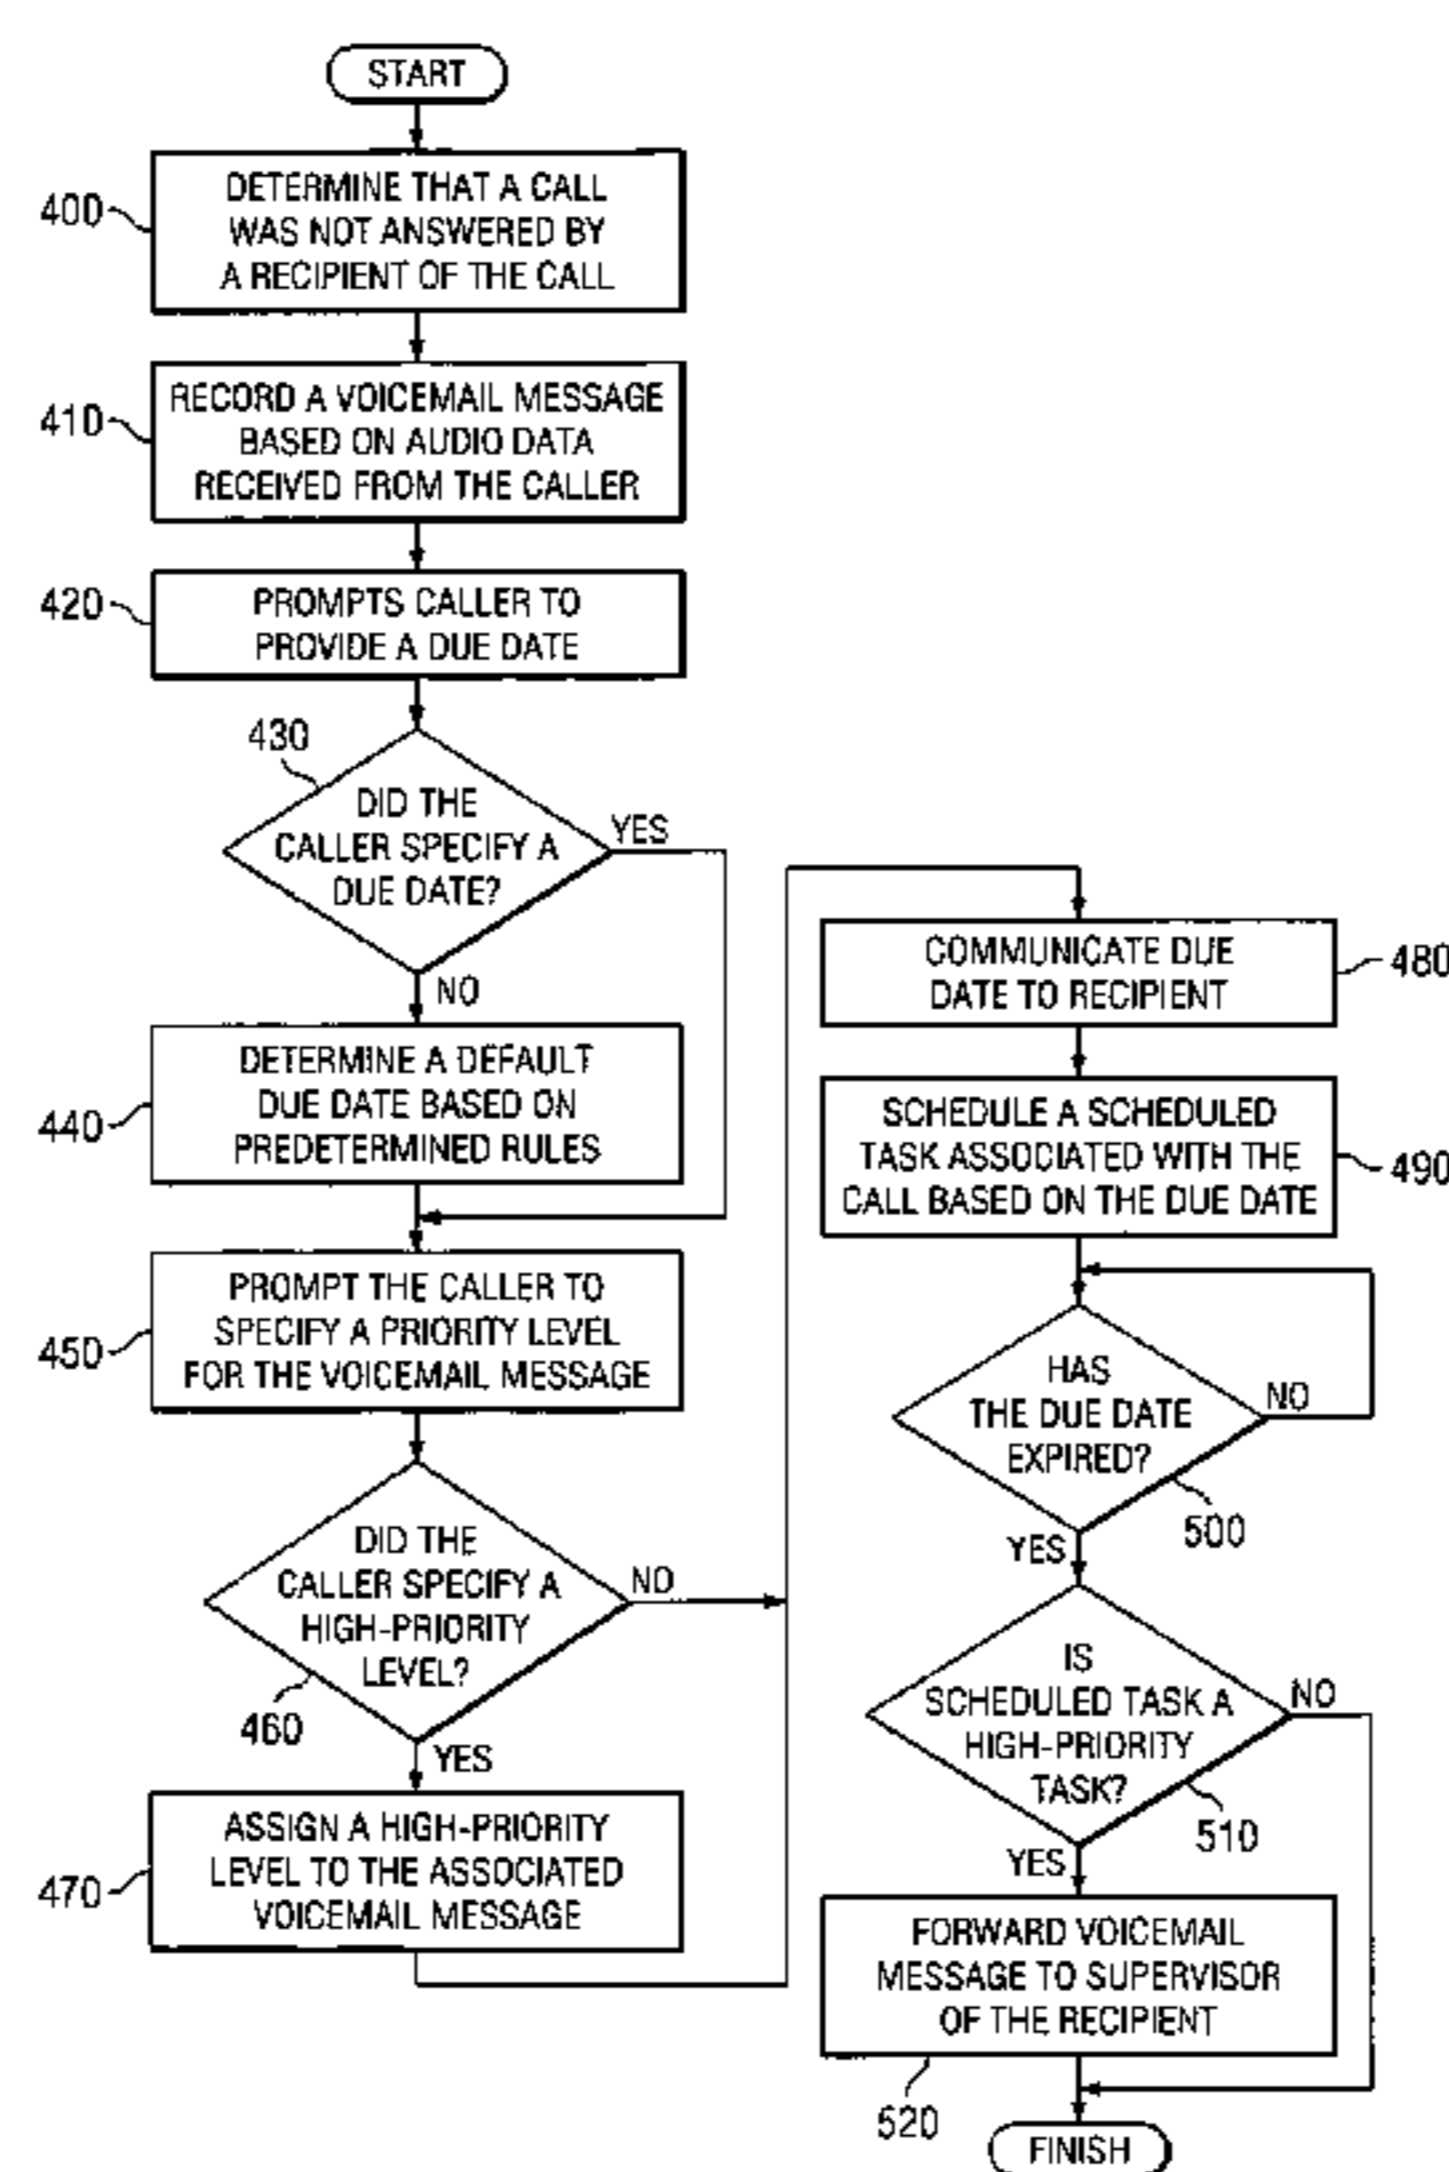 START
400
DETERMINE THAT A CALL
WAS NOT ANSWERED BY
A RECIPIENT OF THE CALL
410
RECORD A VOICEMAIL MESSAGE
BASED ON AUDIO DATA
RECEIVED FROM THE CALLER
420
PROMPTS CALLER TO
PROVIDE A DUE DATE
430
DID THE
CALLER SPECIFY A
DUE DATE?
YES
NO
440
DETERMINE A DEFAULT
DUE DATE BASED ON
PREDETERMINED RULES
450
PROMPT THE CALLER TO
SPECIFY A PRIORITY LEVEL
FOR THE VOICEMAIL MESSAGE
DID THE
CALLER SPECIFY A
HIGH-PRIORITY
LEVEL?
NO
460
YES
470
ASSIGN A HIGH-PRIORITY
LEVEL TO THE ASSOCIATED
VOICEMAIL MESSAGE
COMMUNICATE DUE
DATE TO RECIPIENT
480
SCHEDULE A SCHEDULED
TASK ASSOCIATED WITH THE
CALL BASED ON THE DUE DATE
490
HAS
THE DUE DATE
EXPIRED?
NO
500
YES
IS
SCHEDULED TASK A
HIGH-PRIORITY
TASK?
NO
510
YES
FORWARD VOICEMAIL
MESSAGE TO SUPERVISOR
OF THE RECIPIENT
520
FINISH